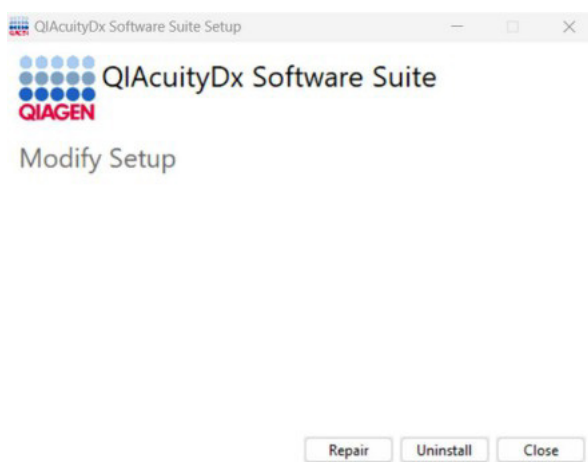 QIAcuityDx Software Suite Setup
QIAcuityDx Software Suite
QIAGEN
Modify Setup
Repair Uninstall Close